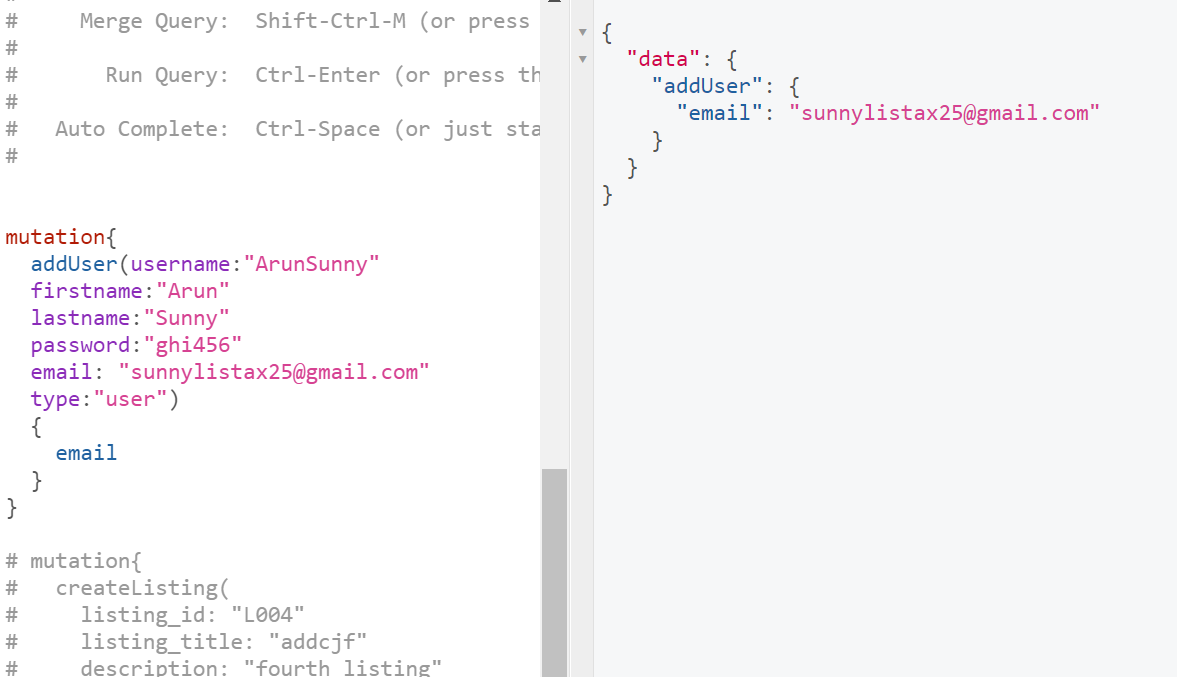 #     Merge Query:  Shift-Ctrl-M (or press
#
#       Run Query:  Ctrl-Enter (or press th
#
#   Auto Complete:  Ctrl-Space (or just sta
#
mutation{
  addUser(username:"ArunSunny"
  firstname:"Arun"
  lastname:"Sunny"
  password:"ghi456"
  email: "sunnylistax25@gmail.com"
  type:"user")
  {
    email
  }
}
# mutation{
#   createListing(
#     listing_id: "L004"
#     listing_title: "addcjf"
#     description: "fourth listing"
{
  "data": {
    "addUser": {
      "email": "sunnylistax25@gmail.com"
    }
  }
}